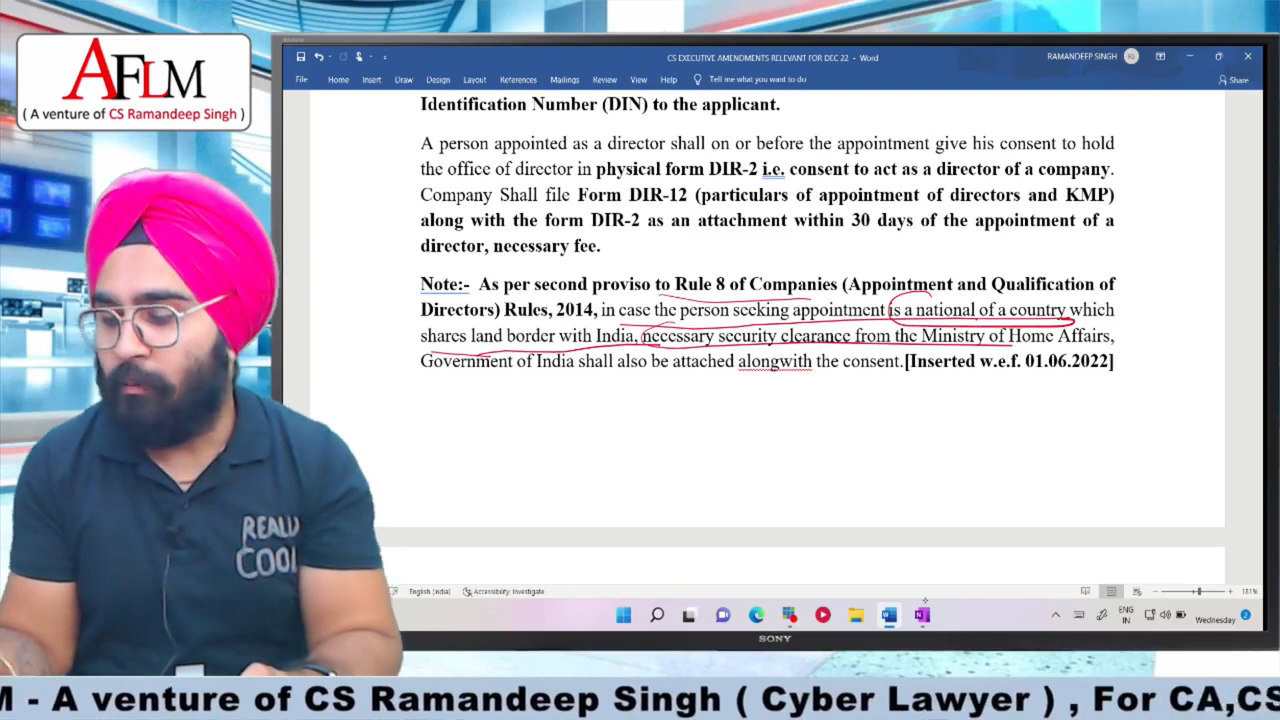 AFLM
( A venture of CS Ramandeep Singh )
CS EXECUTIVE AMENDMENTS RELEVANT FOR DEC 22 - Word
RAMANDEEP SINGH
RS
File Home Insert Draw Design Layout References Mailings Review View Help Tell me what you want to do
Share
Identification Number (DIN) to the applicant.
A person appointed as a director shall on or before the appointment give his consent to hold
the office of director in physical form DIR-2 i.e. consent to act as a director of a company.
Company Shall file Form DIR-12 (particulars of appointment of directors and KMP)
along with the form DIR-2 as an attachment within 30 days of the appointment of a
director, necessary fee.
Note:- As per second proviso to Rule 8 of Companies (Appointment and Qualification of
Directors) Rules, 2014, in case the person seeking appointment is a national of a country which
shares land border with India, necessary security clearance from the Ministry of Home Affairs,
Government of India shall also be attached alongwith the consent.[Inserted w.e.f. 01.06.2022]
REALLY
COOL
English (India) Accessibility: Investigate
181%
ENG
IN
Wednesday
2
SONY
M - A venture of CS Ramandeep Singh ( Cyber Lawyer ) , For CA,CS